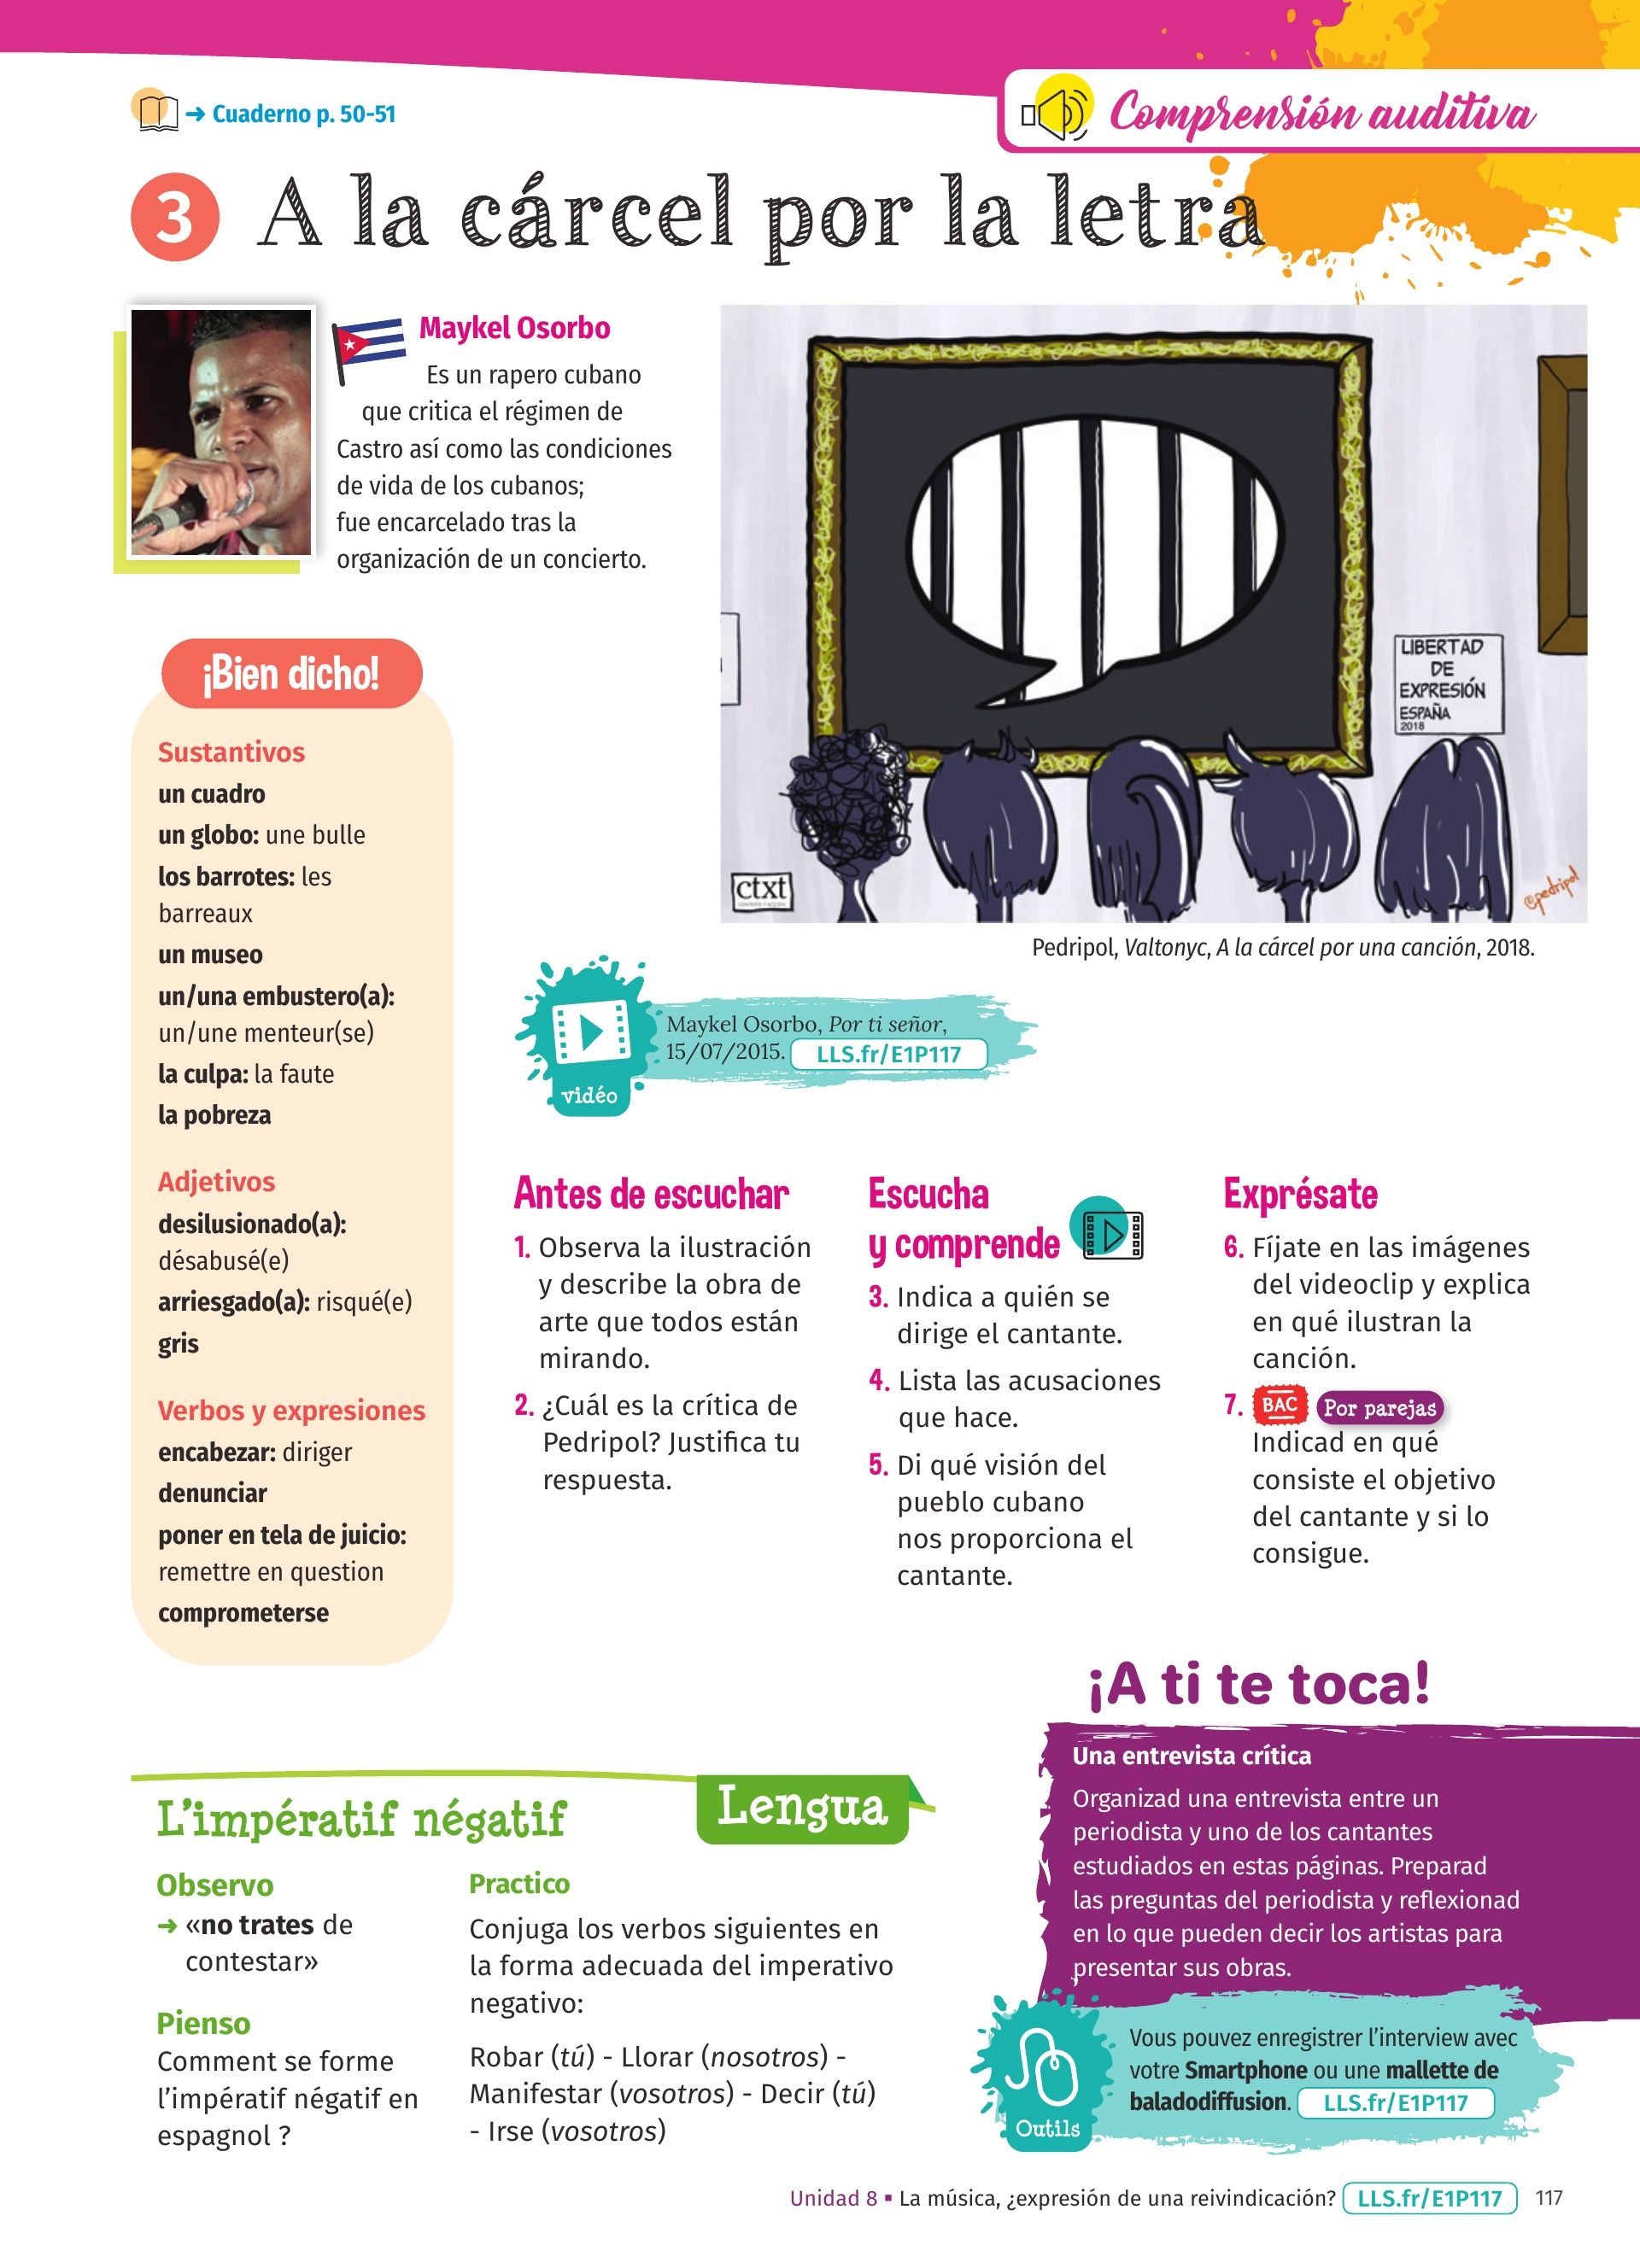 ➜ Cuaderno p. 50-51
Comprensión auditiva
3 A la cárcel por la letra
Maykel Osorbo
Es un rapero cubano
que critica el régimen de
Castro así como las condiciones
de vida de los cubanos;
fue encarcelado tras la
organización de un concierto.
LIBERTAD
DE
EXPRESIÓN
ESPAÑA
2018
ctxt
@pedripol
Pedripol, Valtonyc, A la cárcel por una canción, 2018.
¡Bien dicho!
Sustantivos
un cuadro
un globo: une bulle
los barrotes: les
barreaux
un museo
un/una embustero(a):
un/une menteur(se)
la culpa: la faute
la pobreza
Adjetivos
desilusionado(a):
désabusé(e)
arriesgado(a): risqué(e)
gris
Verbos y expresiones
encabezar: diriger
denunciar
poner en tela de juicio:
remettre en question
comprometerse
vidéo
Maykel Osorbo, Por ti señor,
15/07/2015. LLS.fr/E1P117
Antes de escuchar
1. Observa la ilustración
y describe la obra de
arte que todos están
mirando.
2. ¿Cuál es la crítica de
Pedripol? Justifica tu
respuesta.
Escucha
y comprende
3. Indica a quién se
dirige el cantante.
4. Lista las acusaciones
que hace.
5. Di qué visión del
pueblo cubano
nos proporciona el
cantante.
Exprésate
6. Fíjate en las imágenes
del videoclip y explica
en qué ilustran la
canción.
7. BAC Por parejas
Indicad en qué
consiste el objetivo
del cantante y si lo
consigue.
Lengua
L'impératif négatif
Observo
➜ «no trates de
contestar»
Pienso
Comment se forme
l'impératif négatif en
espagnol ?
Practico
Conjuga los verbos siguientes en
la forma adecuada del imperativo
negativo:
Robar (tú) - Llorar (nosotros) -
Manifestar (vosotros) - Decir (tú)
- Irse (vosotros)
¡A ti te toca!
Una entrevista crítica
Organizad una entrevista entre un
periodista y uno de los cantantes
estudiados en estas páginas. Preparad
las preguntas del periodista y reflexionad
en lo que pueden decir los artistas para
presentar sus obras.
Outils
Vous pouvez enregistrer l'interview avec
votre Smartphone ou une mallette de
baladodiffusion. LLS.fr/E1P117
Unidad 8 ▪ La música, ¿expresión de una reivindicación? LLS.fr/E1P117 117